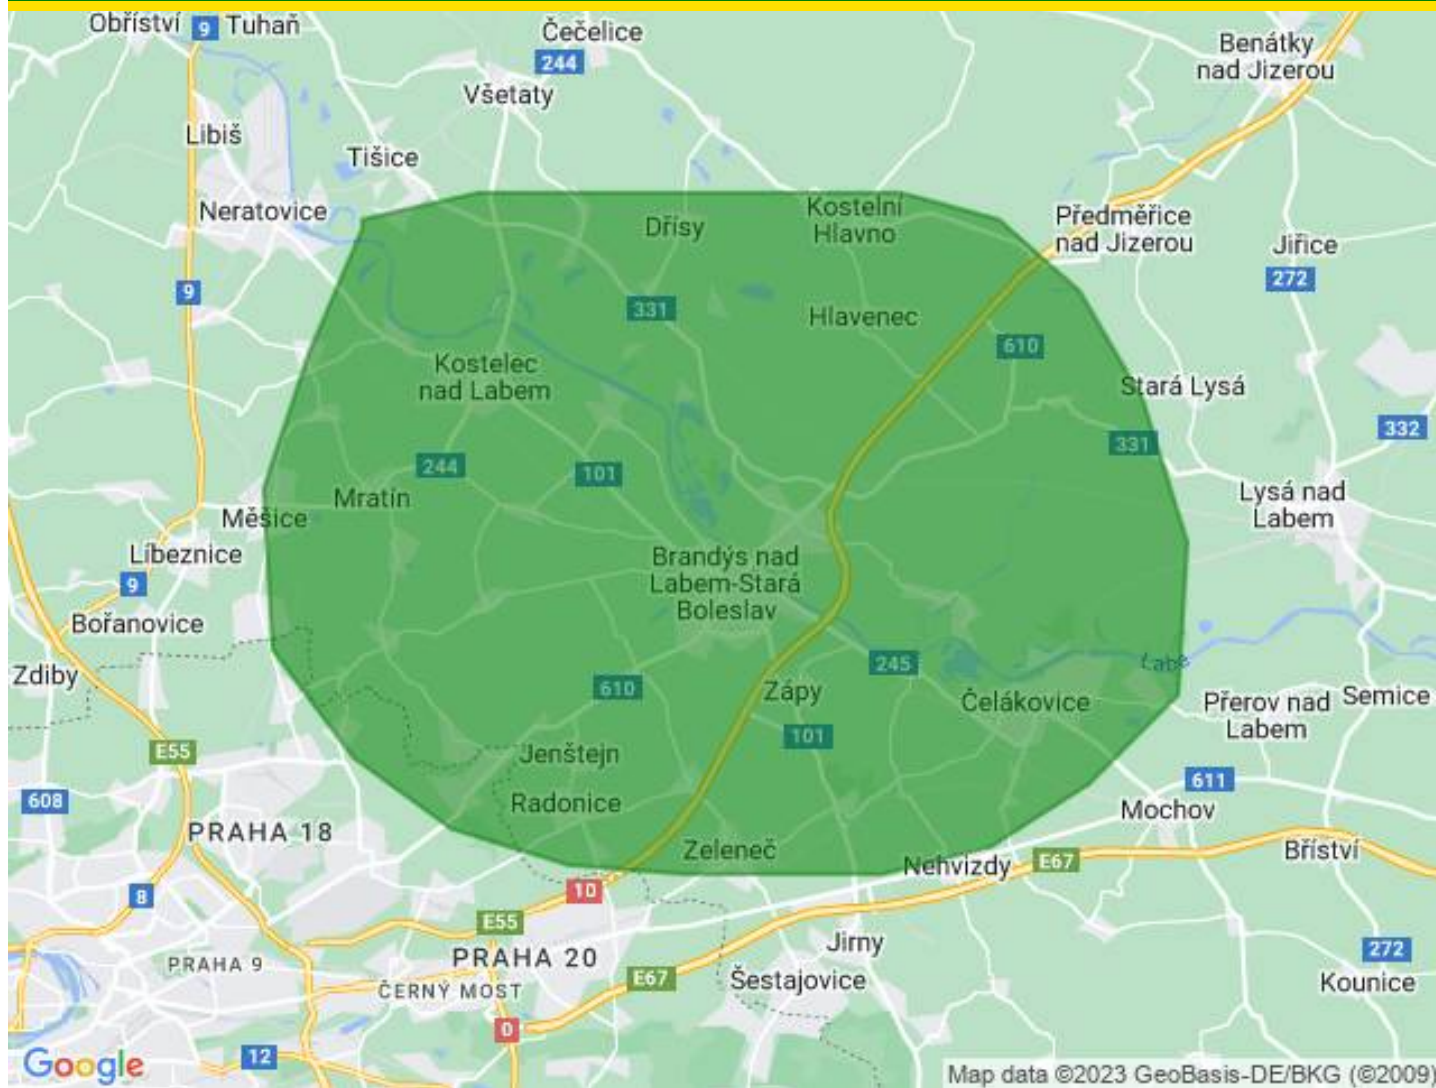 Obříství 9 Tuhaň
Čečelice
244
Benátky
nad Jizerou
Všetaty
Libiš
Tišice
Neratovice
Dřísy
Kostelní
Hlavno
Předměřice
nad Jizerou
Jiřice
272
9
331
Hlavenec
610
Kostelec
nad Labem
Stará Lysá
332
331
244
101
Mratín
Lysá nad
Labem
Měšice
Líbeznice
Brandýs nad
Labem-Stará
Boleslav
9
Bořanovice
Zdiby
245
Labe
610
Zápy
Čelákovice
Přerov nad
Labem
Semice
101
E55
Jenštejn
611
608
Radonice
Mochov
PRAHA 18
Zeleneč
Nehvizdy
E67
Bříství
8
10
E55
Jirny
272
PRAHA 9
PRAHA 20
E67
Šestajovice
Kounice
ČERNÝ MOST
0
12
Google
Map data ©2023 GeoBasis-DE/BKG (©2009)